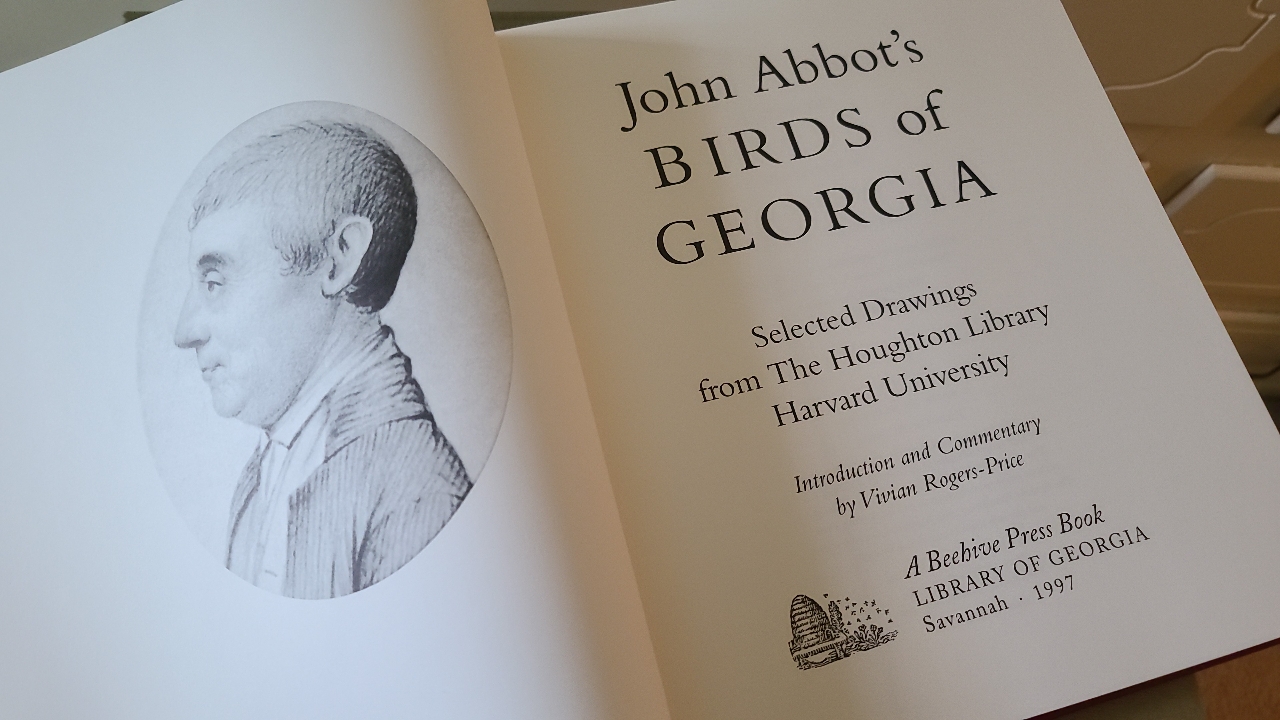 John Abbot's
BIRDS of
GEORGIA
Selected Drawings
from The Houghton Library
Harvard University
Introduction and Commentary
by Vivian Rogers-Price
A Beehive Press Book
LIBRARY OF GEORGIA
Savannah · 1997